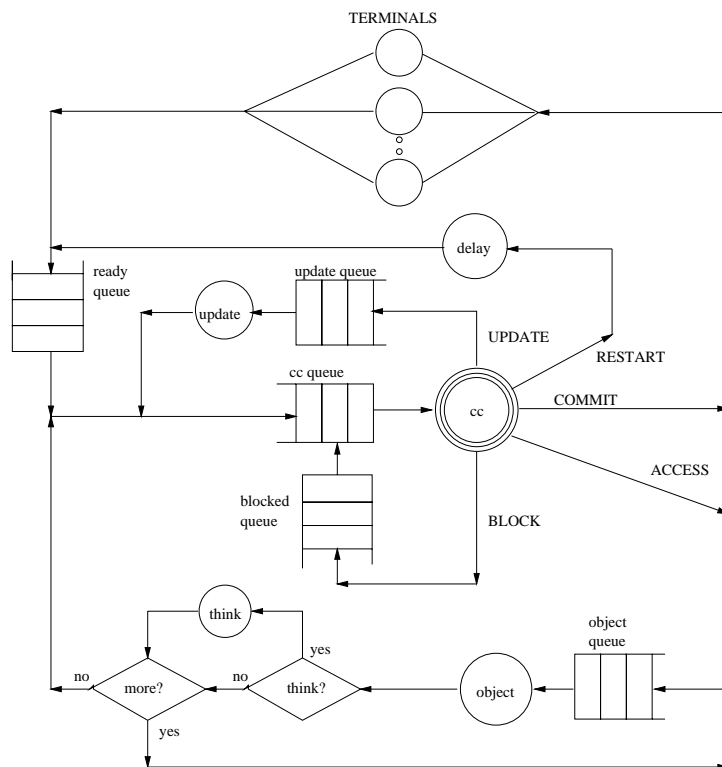 TERMINALS
delay
ready
queue
update queue
update
UPDATE
RESTART
cc queue
cc
COMMIT
ACCESS
blocked
queue
BLOCK
think
object
queue
yes
no
no
more?
think?
object
yes